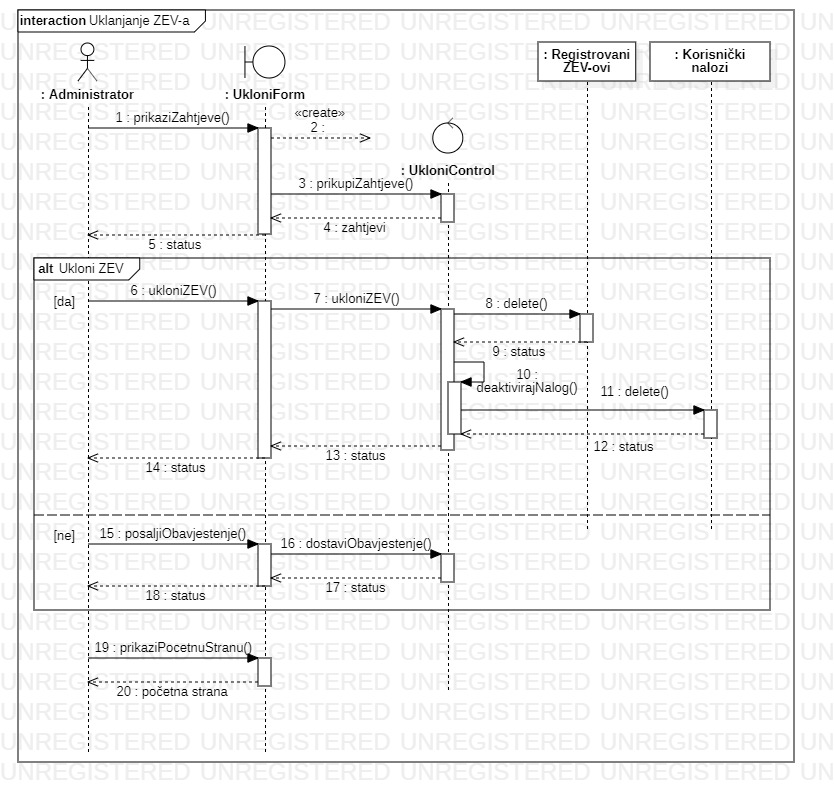 interaction Uklanjanje ZEV-a
: Administrator
: UkloniForm
: Registrovani
ZEV-ovi
: Korisnički
nalozi
1 : prikaziZahtjeve()
«create»
2 :
: UkloniControl
3 : prikupiZahtjeve()
4 : zahtjevi
5 : status
alt Ukloni ZEV
[da]
6 : ukloniZEV()
7 : ukloniZEV()
8 : delete()
9 : status
10 :
deaktivirajNalog()
11 : delete()
12 : status
13 : status
14 : status
[ne]
15 : posaljiObavjestenje()
16 : dostaviObavjestenje()
17 : status
18 : status
19 : prikaziPocetnuStranu()
20 : početna strana
UNREGISTERED